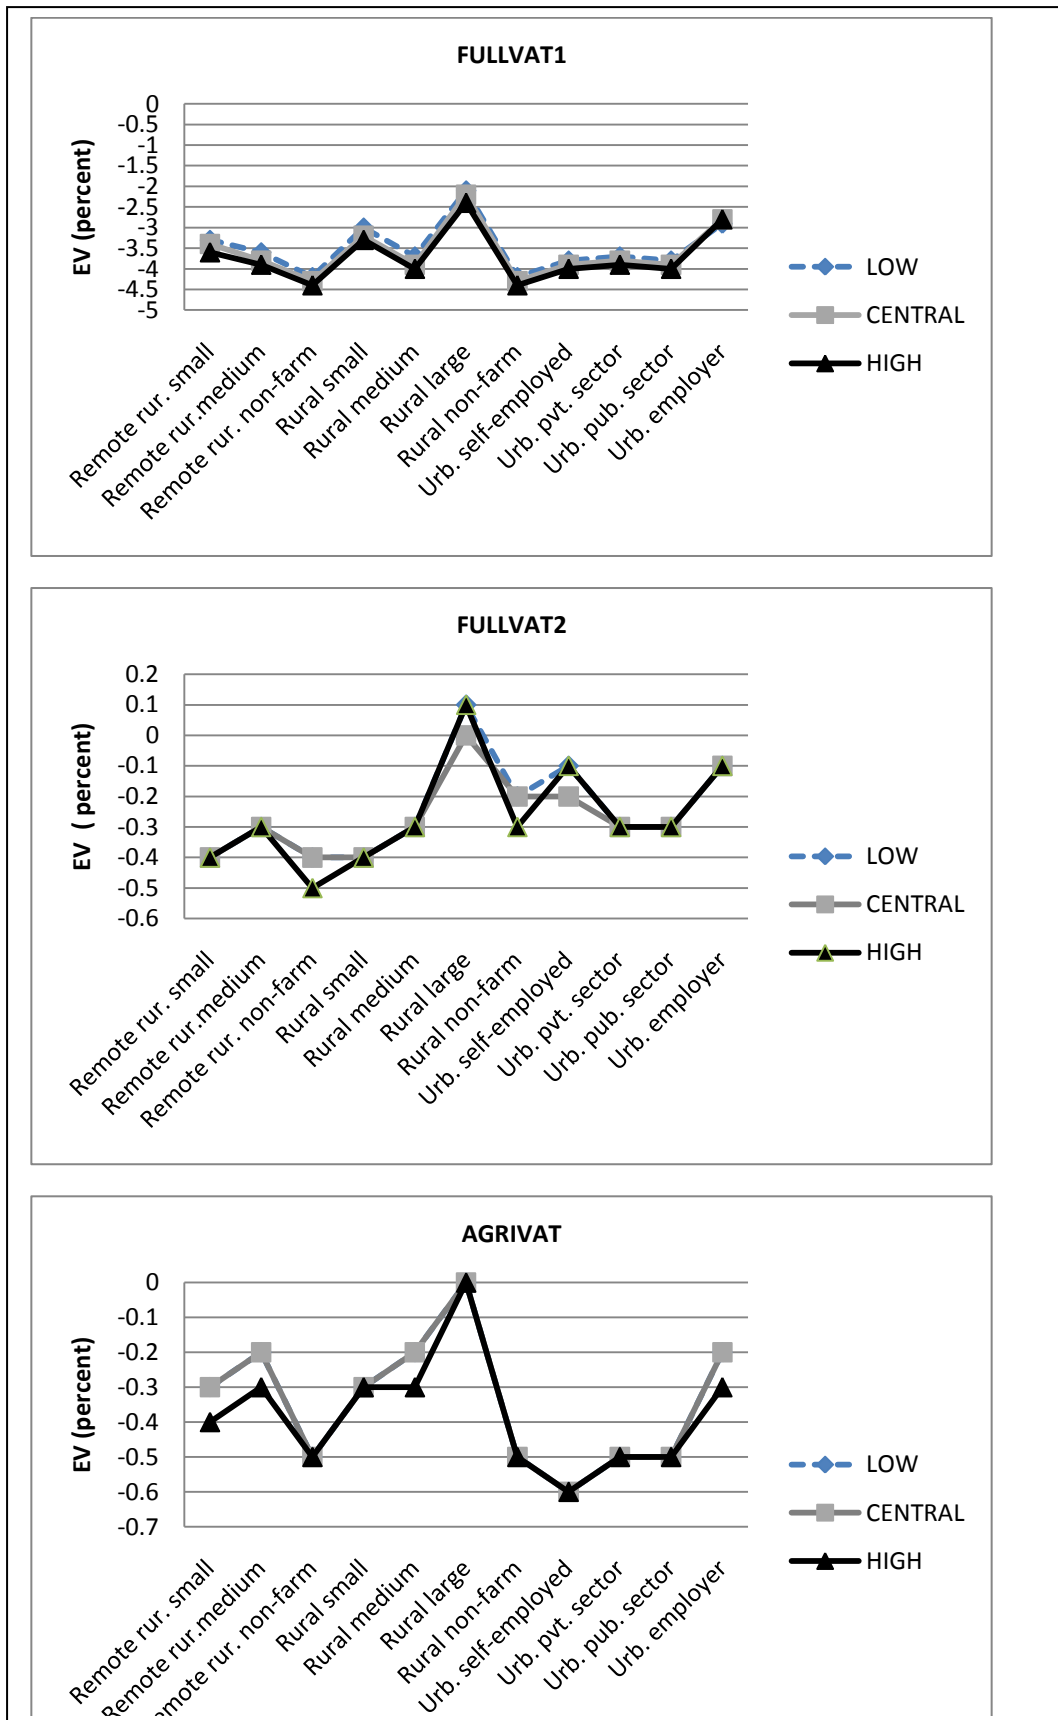 FULLVAT1
EV (percent)
0
-0.5
-1
-1.5
-2
-2.5
-3
-3.5
-4
-4.5
-5
Remote rur. small
Remote rur.medium
Remote rur. non-farm
Rural small
Rural medium
Rural large
Rural non-farm
Urb. self-employed
Urb. pvt. sector
Urb. pub. sector
Urb. employer
LOW
CENTRAL
HIGH
FULLVAT2
EV ( percent)
0.2
0.1
0
-0.1
-0.2
-0.3
-0.4
-0.5
-0.6
Remote rur. small
Remote rur.medium
Remote rur. non-farm
Rural small
Rural medium
Rural large
Rural non-farm
Urb. self-employed
Urb. pvt. sector
Urb. pub. sector
Urb. employer
LOW
CENTRAL
HIGH
AGRIVAT
EV (percent)
0
-0.1
-0.2
-0.3
-0.4
-0.5
-0.6
-0.7
Remote rur. small
Remote rur.medium
emote rur. non-farm
Rural small
Rural medium
Rural large
Rural non-farm
Urb. self-employed
Urb. pvt. sector
Urb. pub. sector
Urb. employer
LOW
CENTRAL
HIGH